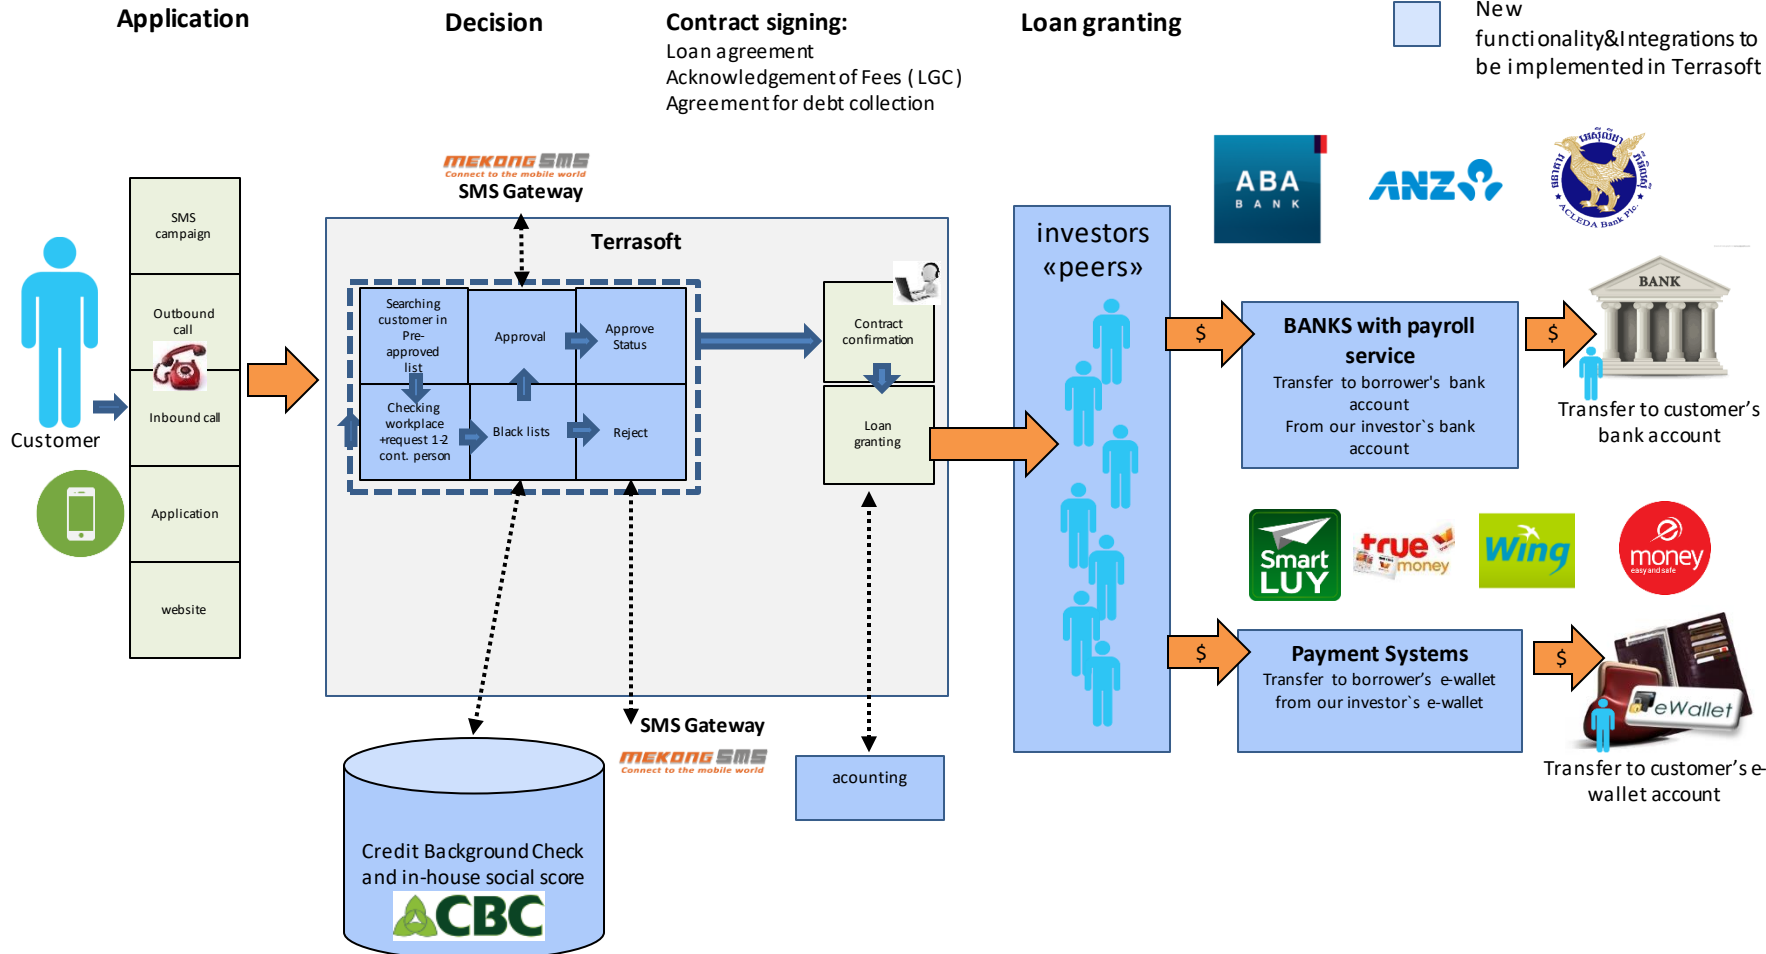 Application
Decision
Contract signing:
Loan agreement
Acknowledgement of Fees ( LGC )
Agreement for debt collection
Loan granting
New
functionality&Integrations to
be implemented in Terrasoft
MEKONG SMS
Connect to the mobile world
SMS Gateway
Customer
SMS
campaign
Outbound
call
Inbound call
Application
website
Terrasoft
Searching
customer in
Pre-
approved
list
Approval
Approve
Status
Checking
workplace
+request 1-2
cont. person
Black lists
Reject
Contract
confirmation
Loan
granting
SMS Gateway
MEKONG SMS
Connect to the mobile world
acounting
Credit Background Check
and in-house social score
CBC
investors
«peers»
ABA
BANK
ANZ
ACLEDA Bank Plc.
$
BANKS with payroll
service
Transfer to borrower's bank
account
From our investor`s bank
account
$
BANK
Transfer to customer’s
bank account
Smart
LUY
true
money
Wing
e
money
easy and safe
$
Payment Systems
Transfer to borrower’s e-wallet
from our investor`s e-wallet
$
eWallet
Transfer to customer’s e-
wallet account